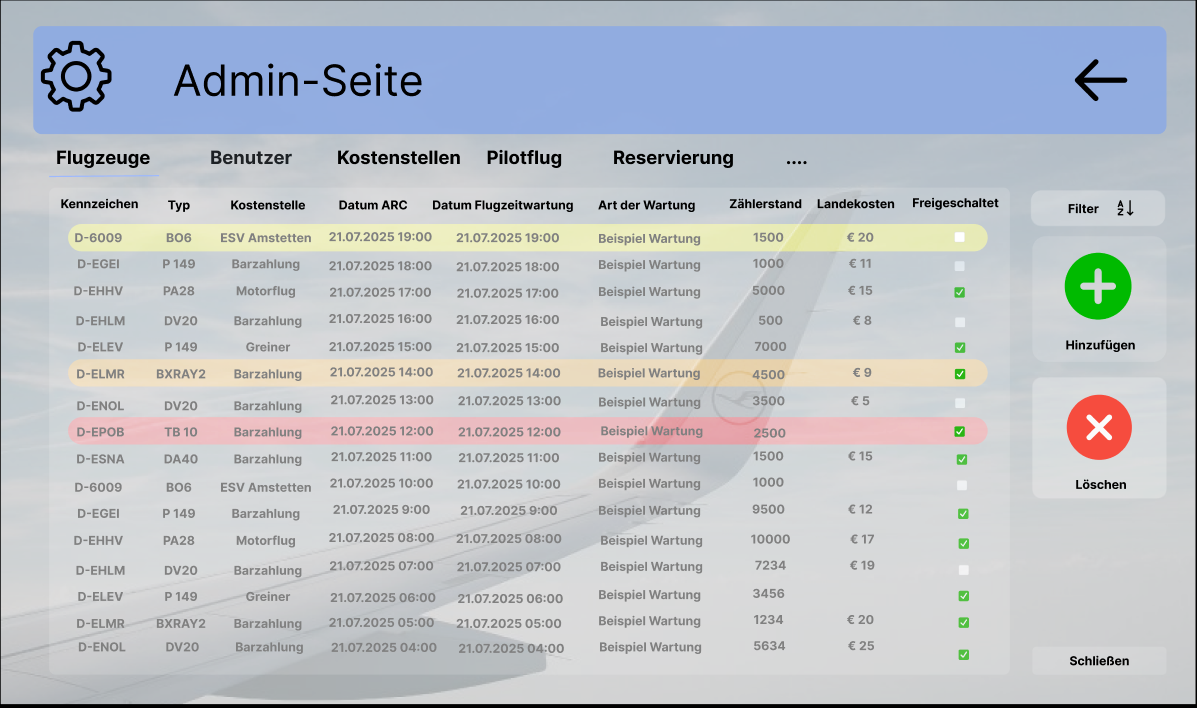 Admin-Seite
Flugzeuge Benutzer Kostenstellen Pilotflug Reservierung ....
Kennzeichen Typ Kostenstelle Datum ARC Datum Flugzeitwartung Art der Wartung Zählerstand Landekosten Freigeschaltet
D-6009 BO6 ESV Amstetten 21.07.2025 19:00 21.07.2025 19:00 Beispiel Wartung 1500 € 20
D-EGEI P 149 Barzahlung 21.07.2025 18:00 21.07.2025 18:00 Beispiel Wartung 1000 € 11
D-EHHV PA28 Motorflug 21.07.2025 17:00 21.07.2025 17:00 Beispiel Wartung 5000 € 15
D-EHLM DV20 Barzahlung 21.07.2025 16:00 21.07.2025 16:00 Beispiel Wartung 500 € 8
D-ELEV P 149 Greiner 21.07.2025 15:00 21.07.2025 15:00 Beispiel Wartung 7000
D-ELMR BXRAY2 Barzahlung 21.07.2025 14:00 21.07.2025 14:00 Beispiel Wartung 4500 € 9
D-ENOL DV20 Barzahlung 21.07.2025 13:00 21.07.2025 13:00 Beispiel Wartung 3500 € 5
D-EPOB TB 10 Barzahlung 21.07.2025 12:00 21.07.2025 12:00 Beispiel Wartung 2500
D-ESNA DA40 Barzahlung 21.07.2025 11:00 21.07.2025 11:00 Beispiel Wartung 1500 € 15
D-6009 BO6 ESV Amstetten 21.07.2025 10:00 21.07.2025 10:00 Beispiel Wartung 1000
D-EGEI P 149 Barzahlung 21.07.2025 9:00 21.07.2025 9:00 Beispiel Wartung 9500 € 12
D-EHHV PA28 Motorflug 21.07.2025 08:00 21.07.2025 08:00 Beispiel Wartung 10000 € 17
D-EHLM DV20 Barzahlung 21.07.2025 07:00 21.07.2025 07:00 Beispiel Wartung 7234 € 19
D-ELEV P 149 Greiner 21.07.2025 06:00 21.07.2025 06:00 Beispiel Wartung 3456
D-ELMR BXRAY2 Barzahlung 21.07.2025 05:00 21.07.2025 05:00 Beispiel Wartung 1234 € 20
D-ENOL DV20 Barzahlung 21.07.2025 04:00 21.07.2025 04:00 Beispiel Wartung 5634 € 25
Filter A Z
Hinzufügen
Löschen
Schließen